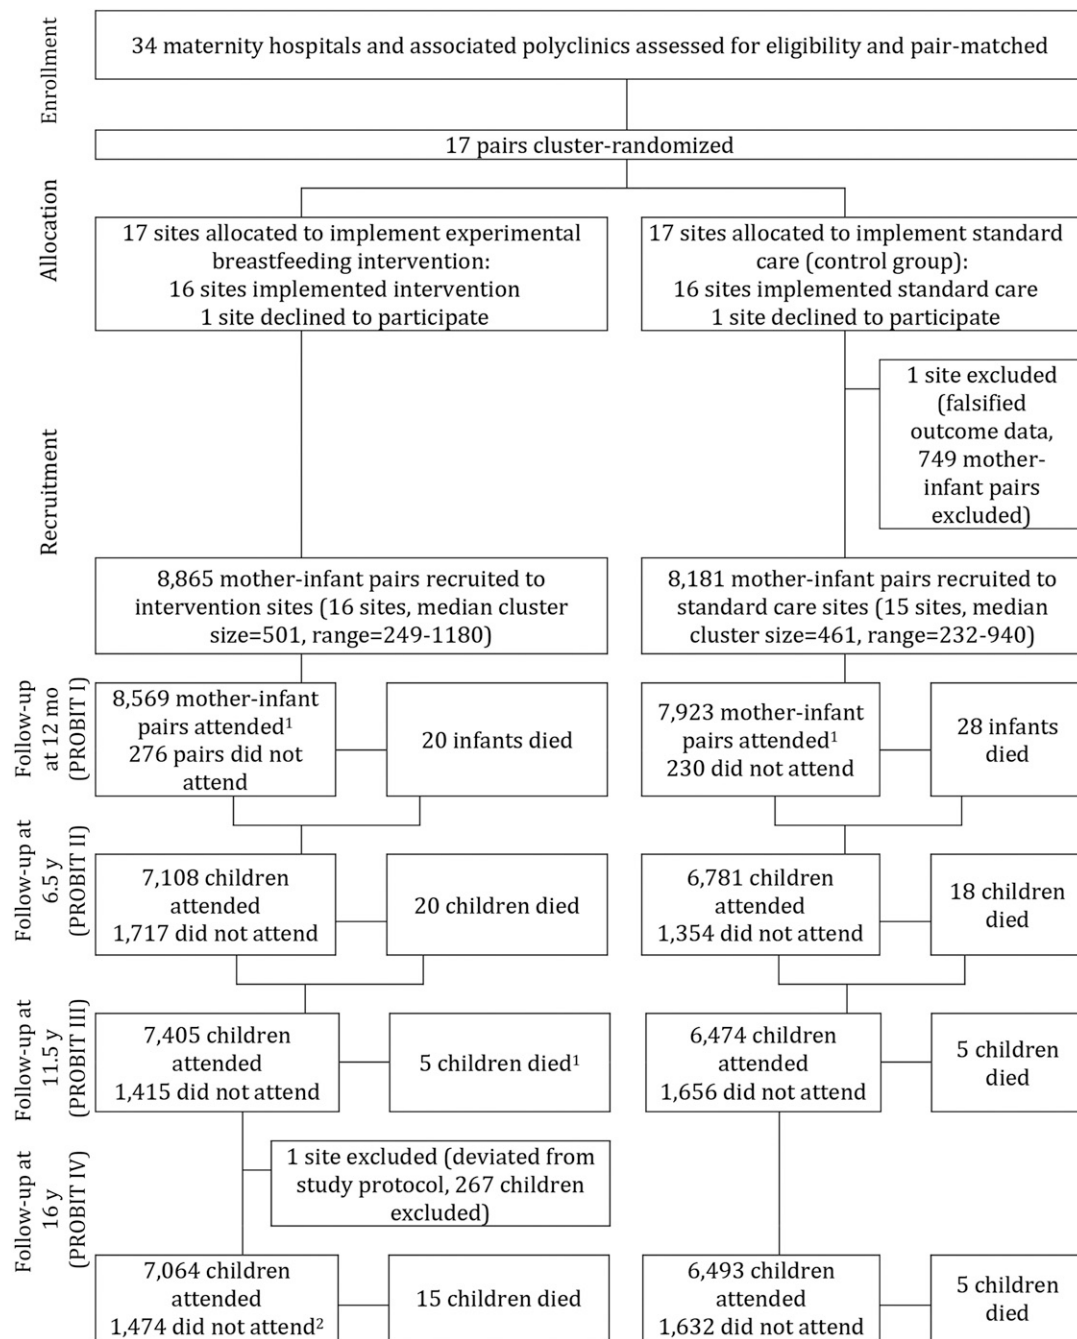 Enrollment
34 maternity hospitals and associated polyclinics assessed for eligibility and pair-matched
17 pairs cluster-randomized
Allocation
17 sites allocated to implement experimental
breastfeeding intervention:
16 sites implemented intervention
1 site declined to participate
17 sites allocated to implement standard
care (control group):
16 sites implemented standard care
1 site declined to participate
Recruitment
1 site excluded
(falsified
outcome data,
749 mother-
infant pairs
excluded)
8,865 mother-infant pairs recruited to
intervention sites (16 sites, median cluster
size=501, range=249-1180)
8,181 mother-infant pairs recruited to
standard care sites (15 sites, median
cluster size=461, range=232-940)
Follow-up
at 12 mo
(PROBIT I)
8,569 mother-infant
pairs attended¹
276 pairs did not
attend
20 infants died
7,923 mother-infant
pairs attended¹
230 did not attend
28 infants
died
Follow-up at
6.5 y
(PROBIT II)
7,108 children
attended
1,717 did not attend
20 children died
6,781 children
attended
1,354 did not attend
18 children
died
Follow-up at
11.5 y
(PROBIT III)
7,405 children
attended
1,415 did not attend
5 children died¹
6,474 children
attended
1,656 did not attend
5 children
died
Follow-up at
16 y
(PROBIT IV)
1 site excluded (deviated from
study protocol, 267 children
excluded)
7,064 children
attended
1,474 did not attend²
15 children died
6,493 children
attended
1,632 did not attend
5 children
died